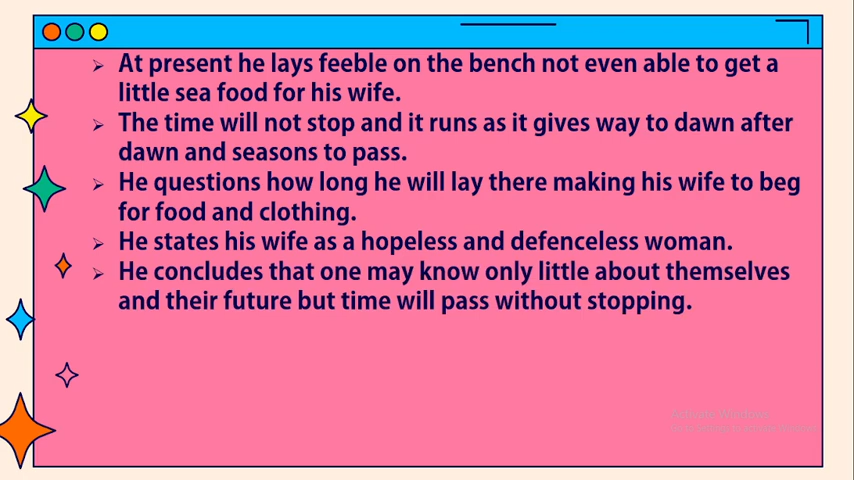 ➢ At present he lays feeble on the bench not even able to get a
little sea food for his wife.
➢ The time will not stop and it runs as it gives way to dawn after
dawn and seasons to pass.
➢ He questions how long he will lay there making his wife to beg
for food and clothing.
➢ He states his wife as a hopeless and defenceless woman.
➢ He concludes that one may know only little about themselves
and their future but time will pass without stopping.
Activate Windows